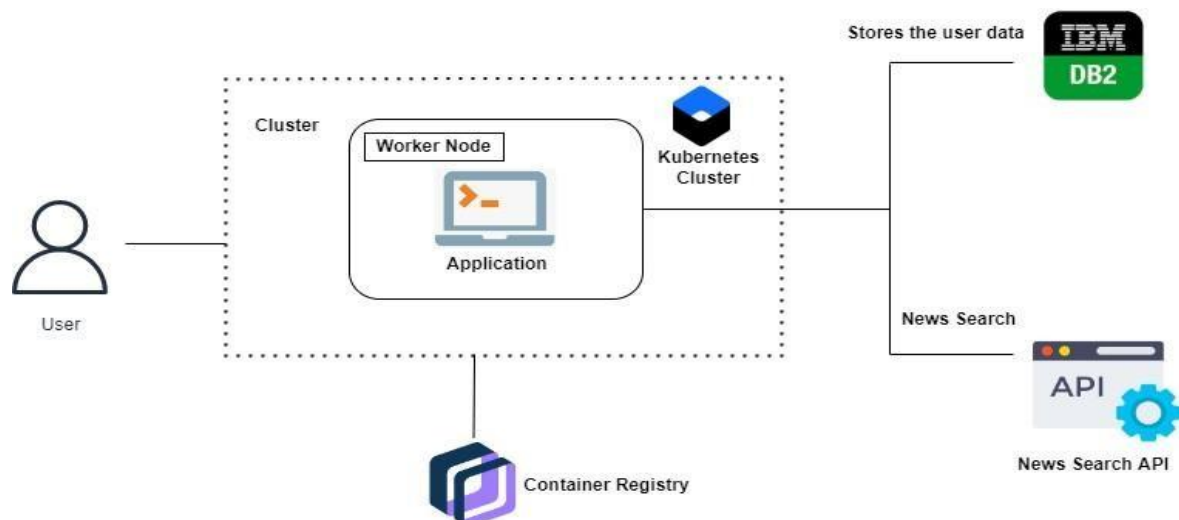 Stores the user data
IBM
DB2
Cluster
Worker Node
Kubernetes
Cluster
Application
User
News Search
API
News Search API
Container Registry